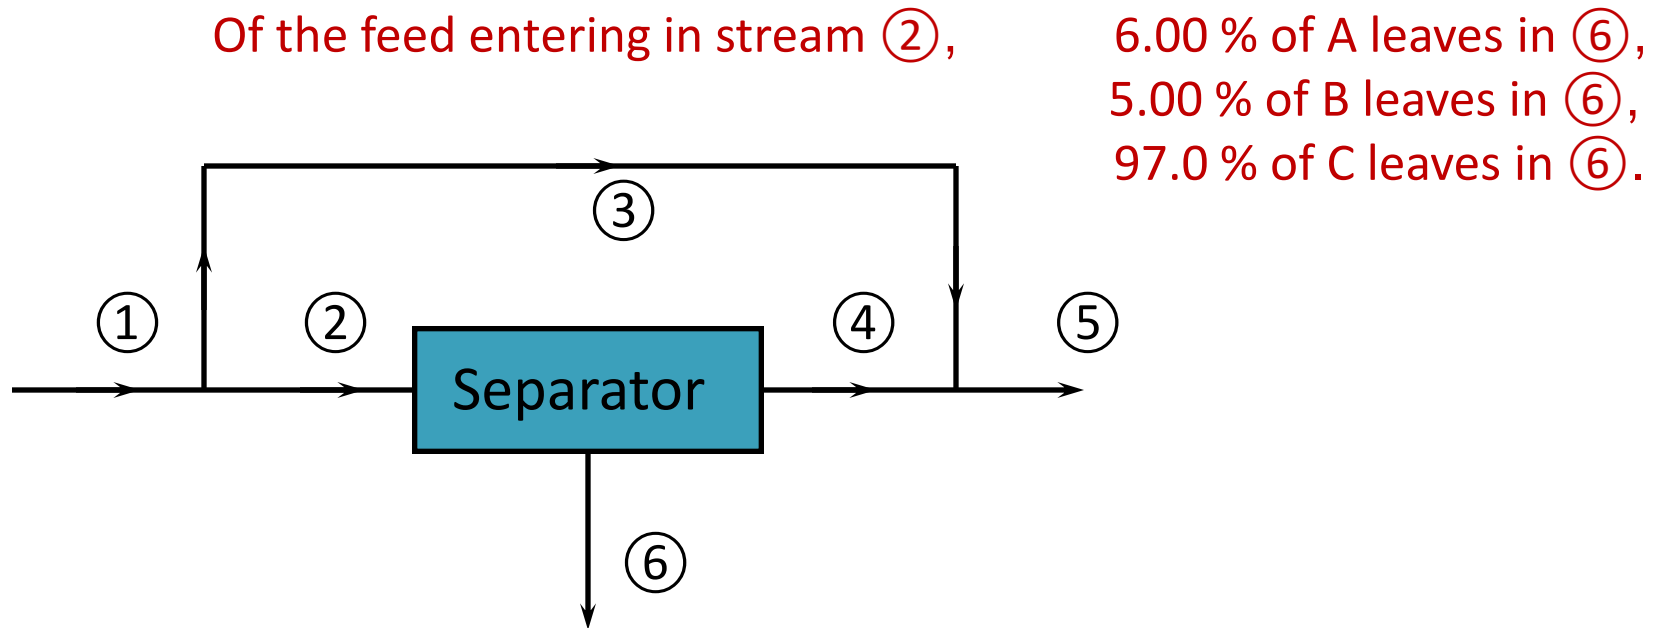 Of the feed entering in stream ②, 6.00 % of A leaves in ⑥,
5.00 % of B leaves in ⑥,
97.0 % of C leaves in ⑥.
③
① ② ④ ⑤
Separator
⑥